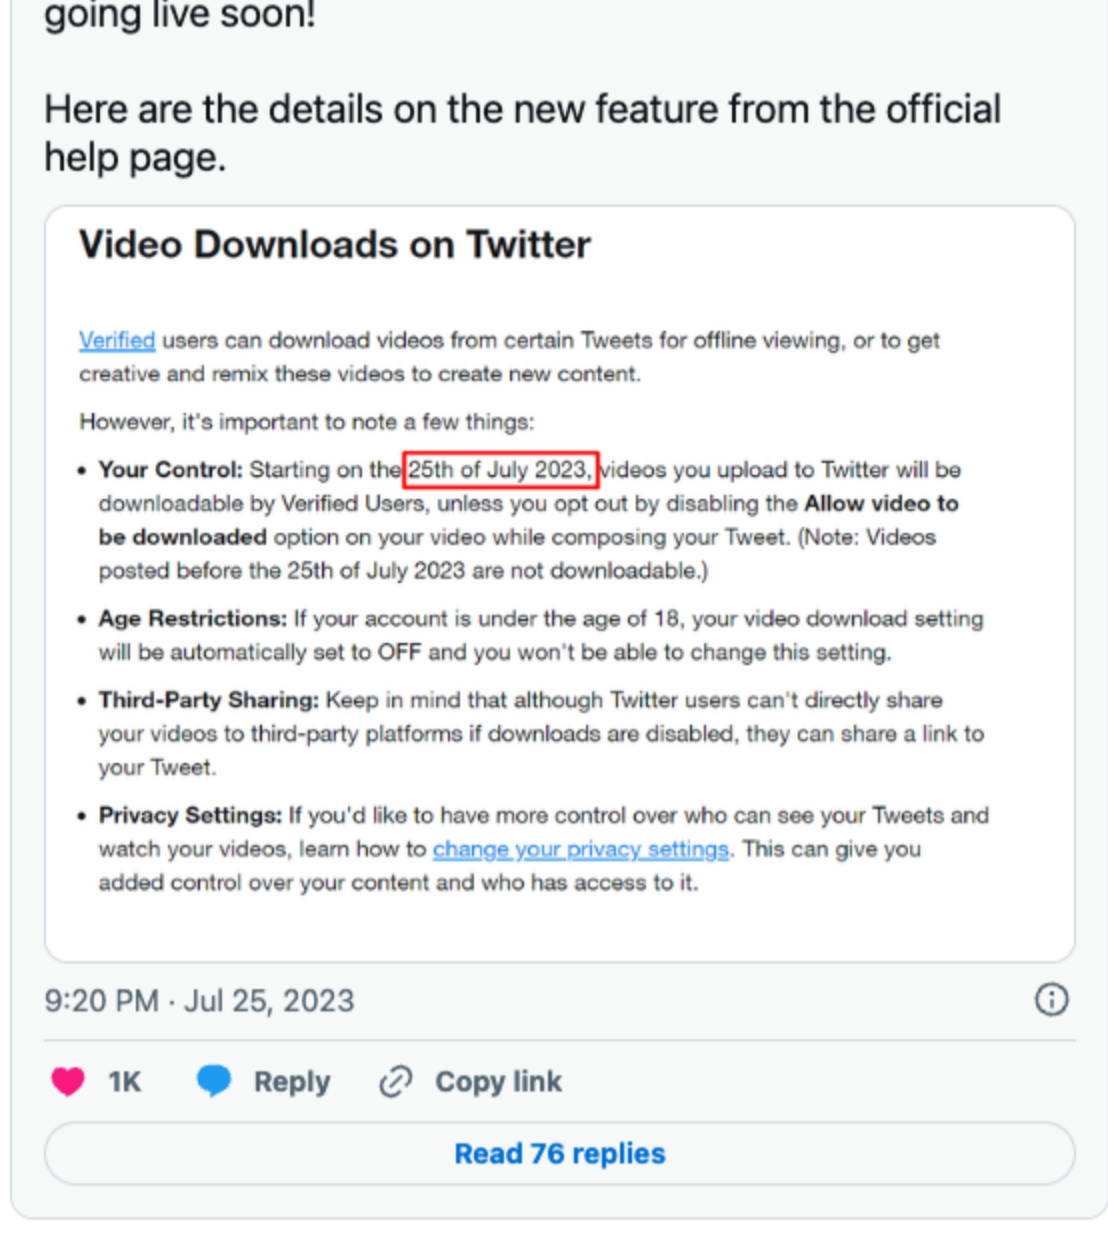 going live soon!
Here are the details on the new feature from the official
help page.
Video Downloads on Twitter
Verified users can download videos from certain Tweets for offline viewing, or to get
creative and remix these videos to create new content.
However, it's important to note a few things:
• Your Control: Starting on the 25th of July 2023, videos you upload to Twitter will be
downloadable by Verified Users, unless you opt out by disabling the Allow video to
be downloaded option on your video while composing your Tweet. (Note: Videos
posted before the 25th of July 2023 are not downloadable.)
• Age Restrictions: If your account is under the age of 18, your video download setting
will be automatically set to OFF and you won't be able to change this setting.
• Third-Party Sharing: Keep in mind that although Twitter users can't directly share
your videos to third-party platforms if downloads are disabled, they can share a link to
your Tweet.
• Privacy Settings: If you'd like to have more control over who can see your Tweets and
watch your videos, learn how to change your privacy settings. This can give you
added control over your content and who has access to it.
9:20 PM · Jul 25, 2023
1K Reply Copy link
Read 76 replies